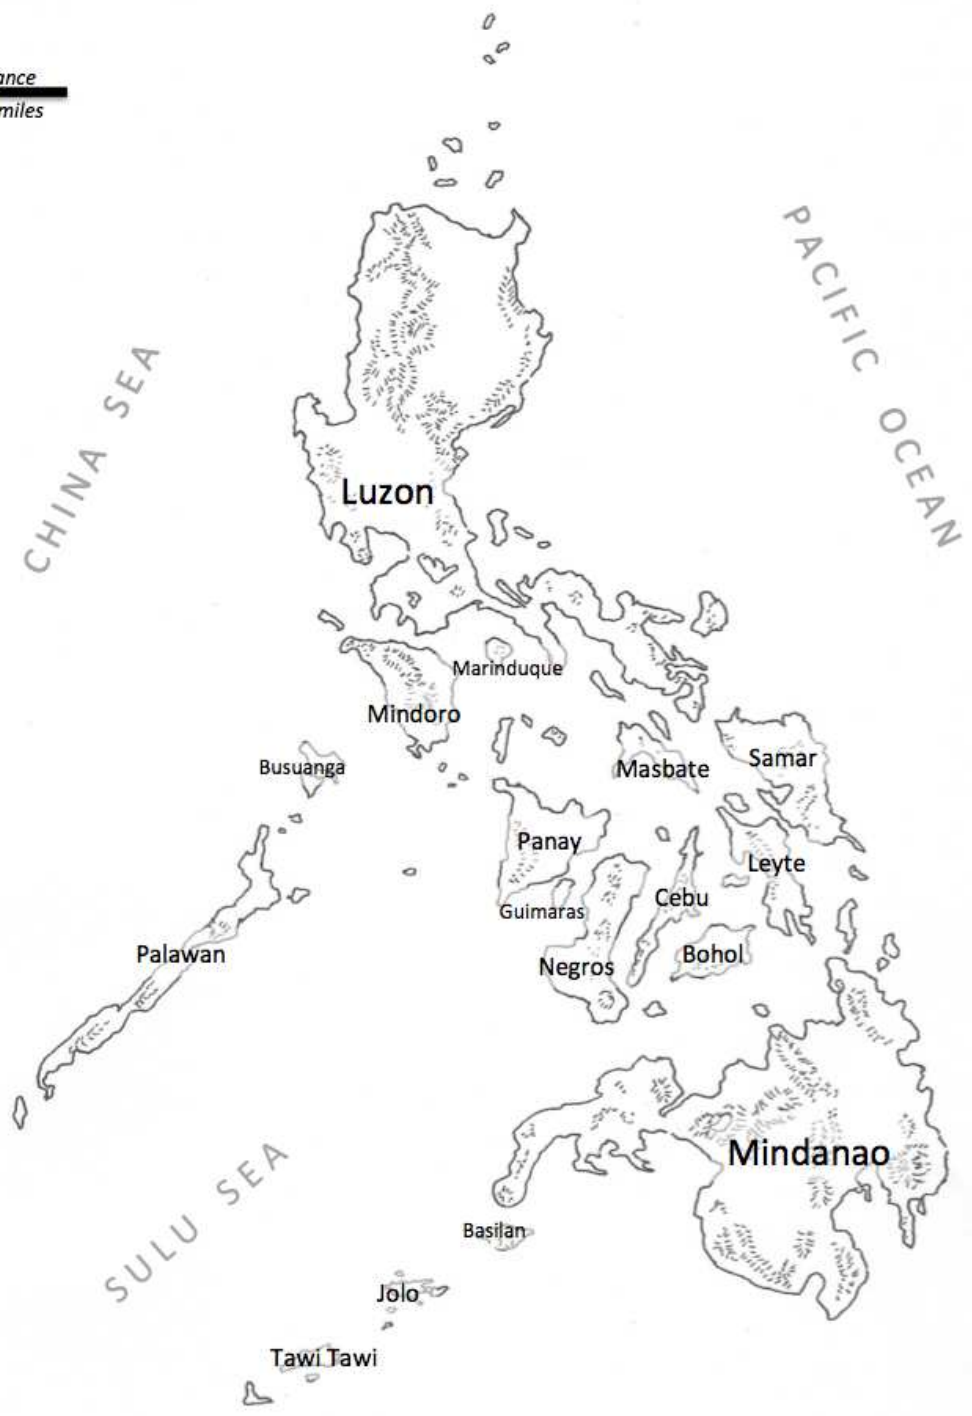 miles
PACIFIC OCEAN
CHINA SEA
Luzon
Marinduque
Mindoro
Busuanga
Masbate
Samar
Panay
Leyte
Cebu
Guimaras
Palawan
Negros
Bohol
Mindanao
SULU SEA
Basilan
Jolo
Tawi Tawi